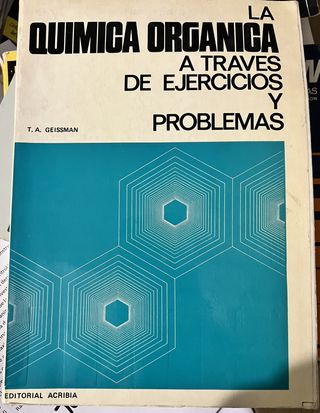 LA
QUIMICA ORGANICA
A TRAVES
DE EJERCICIOS
Y
PROBLEMAS
T. A. GEISSMAN
EDITORIAL ACRIBIA